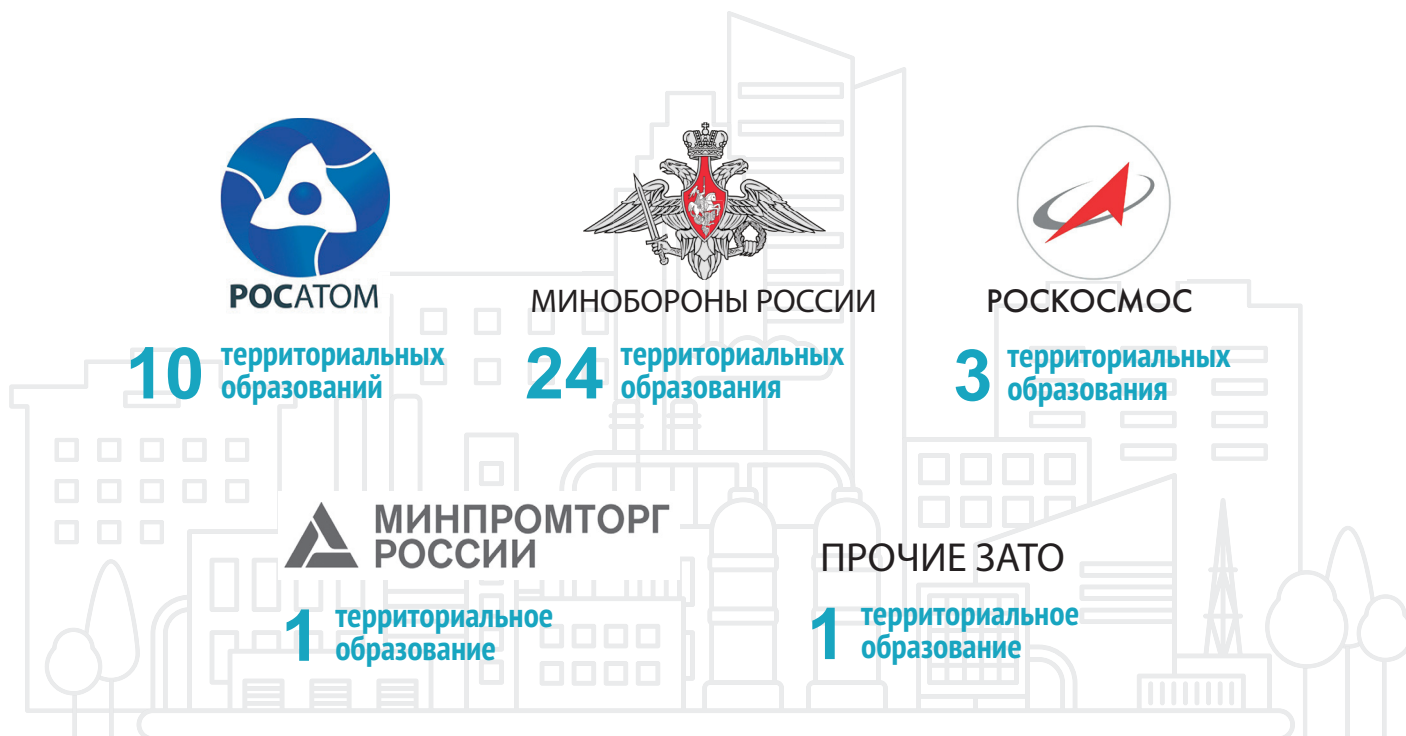 РОСАТОМ
10 территориальных
образований
МИНОБОРОНЫ РОССИИ
24 территориальных
образования
РОСКОСМОС
3 территориальных
образования
МИНПРОМТОРГ
РОССИИ
1 территориальное
образование
ПРОЧИЕ ЗАТО
1 территориальное
образование